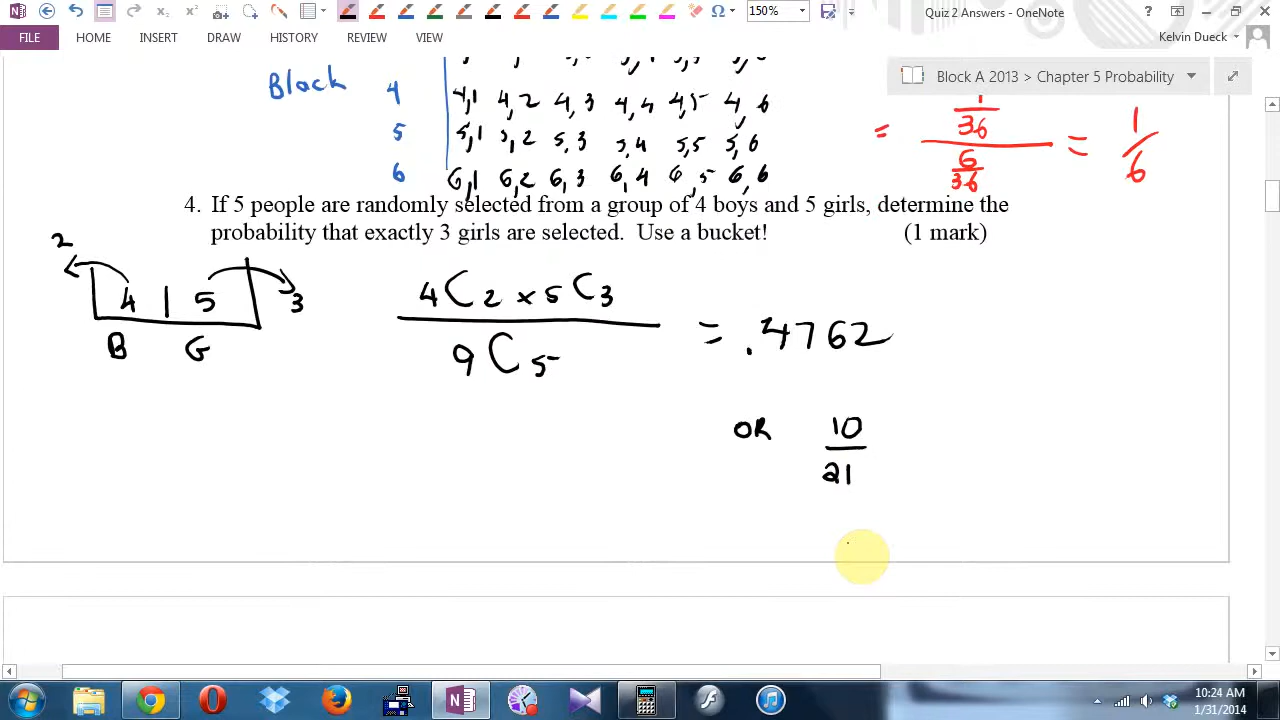 150%
Quiz 2 Answers - OneNote
FILE HOME INSERT DRAW HISTORY REVIEW VIEW
Kelvin Dueck
Block A 2013 > Chapter 5 Probability
Black
4 4,1 4,2 4,3 4,4 4,5 4,6
5 5,1 5,2 5,3 5,4 5,5 5,6
6 6,1 6,2 6,3 6,4 6,5 6,6
= 1/36 / 6/36 = 1/6
4. If 5 people are randomly selected from a group of 4 boys and 5 girls, determine the
probability that exactly 3 girls are selected. Use a bucket! (1 mark)
2
4 | 5 3
B G
4C2 x 5C3
9C5
= .4762
OR 10
21
10:24 AM
1/31/2014